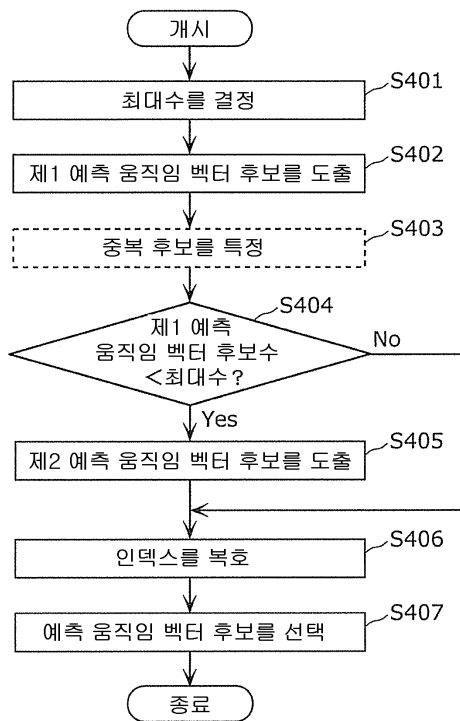 개시
최대수를 결정
S401
제1 예측 움직임 벡터 후보를 도출
S402
중복 후보를 특정
S403
S404
제1 예측
움직임 벡터 후보수
<최대수?
No
Yes
제2 예측 움직임 벡터 후보를 도출
S405
인덱스를 복호
S406
예측 움직임 벡터 후보를 선택
S407
종료